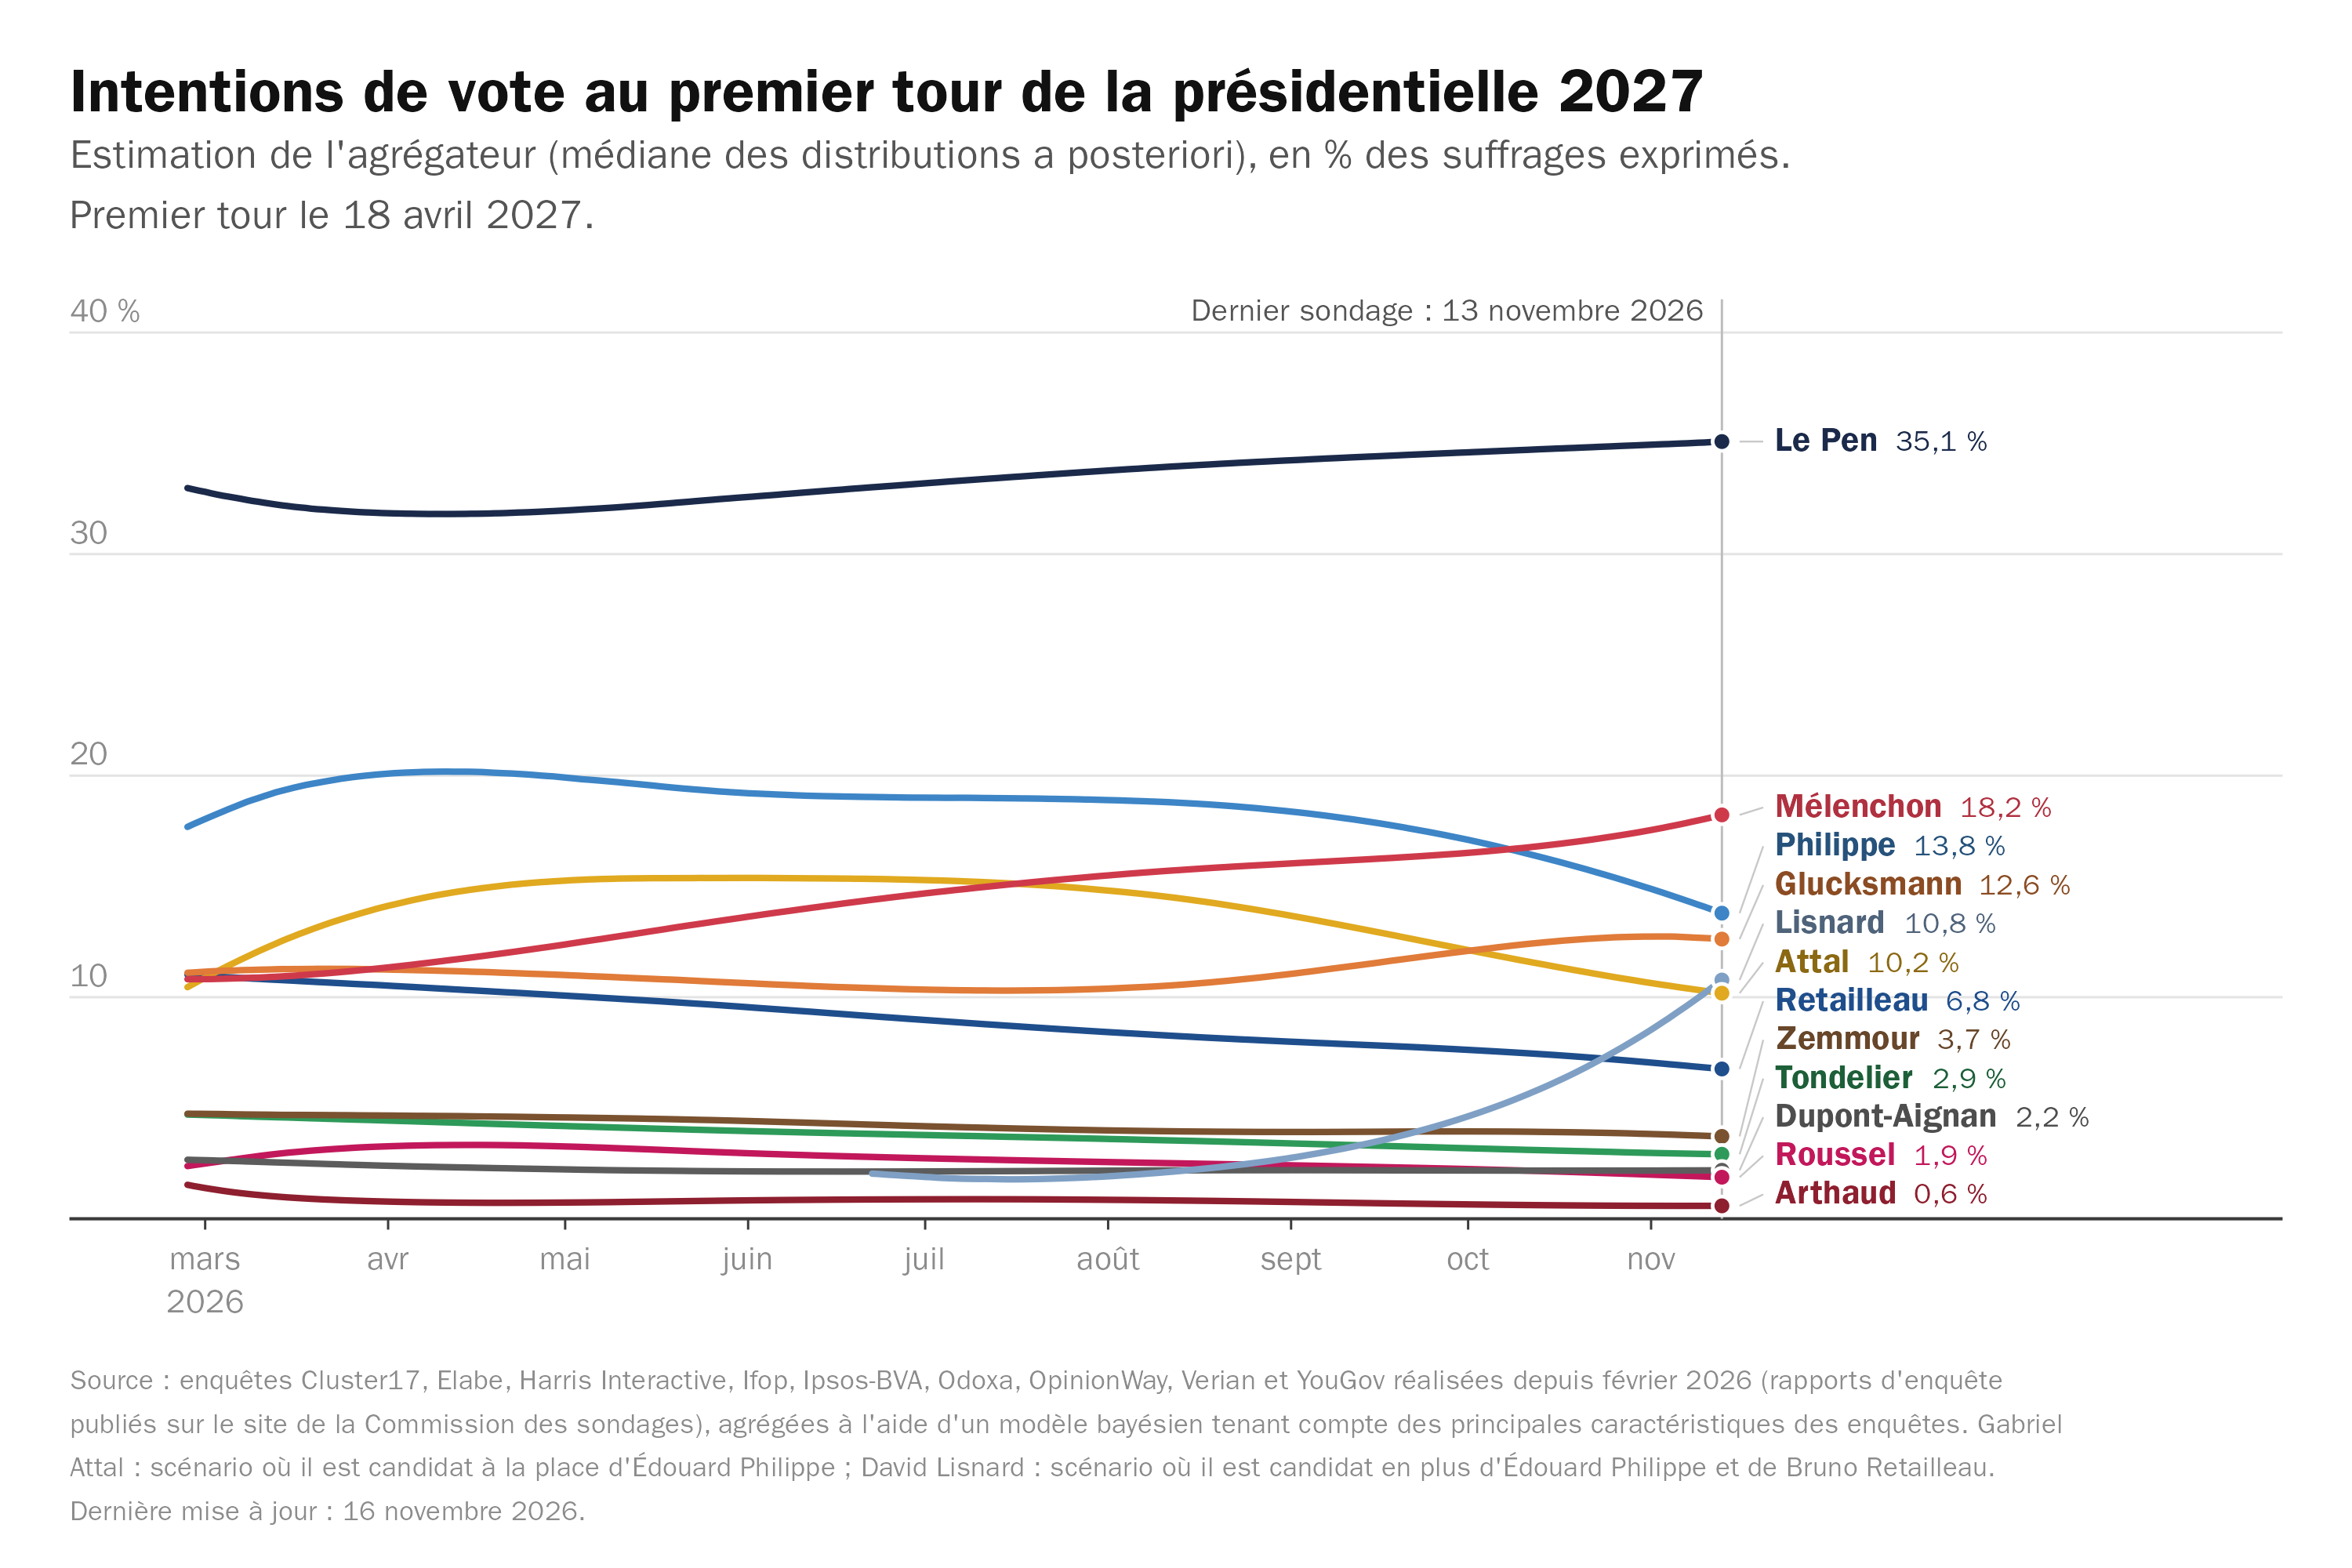 Intentions de vote au premier tour de la présidentielle 2027
Estimation de l'agrégateur (médiane des distributions a posteriori), en % des suffrages exprimés.
Premier tour le 18 avril 2027.
40 %
Dernier sondage : 13 novembre 2026
Le Pen 35,1 %
30
20
Mélenchon 18,2 %
Philippe 13,8 %
Glucksmann 12,6 %
Lisnard 10,8 %
Attal 10,2 %
10
Retailleau 6,8 %
Zemmour 3,7 %
Tondelier 2,9 %
Dupont-Aignan 2,2 %
Roussel 1,9 %
Arthaud 0,6 %
mars avr mai juin juil août sept oct nov
2026
Source : enquêtes Cluster17, Elabe, Harris Interactive, Ifop, Ipsos-BVA, Odoxa, OpinionWay, Verian et YouGov réalisées depuis février 2026 (rapports d'enquête
publiés sur le site de la Commission des sondages), agrégées à l'aide d'un modèle bayésien tenant compte des principales caractéristiques des enquêtes. Gabriel
Attal : scénario où il est candidat à la place d'Édouard Philippe ; David Lisnard : scénario où il est candidat en plus d'Édouard Philippe et de Bruno Retailleau.
Dernière mise à jour : 16 novembre 2026.